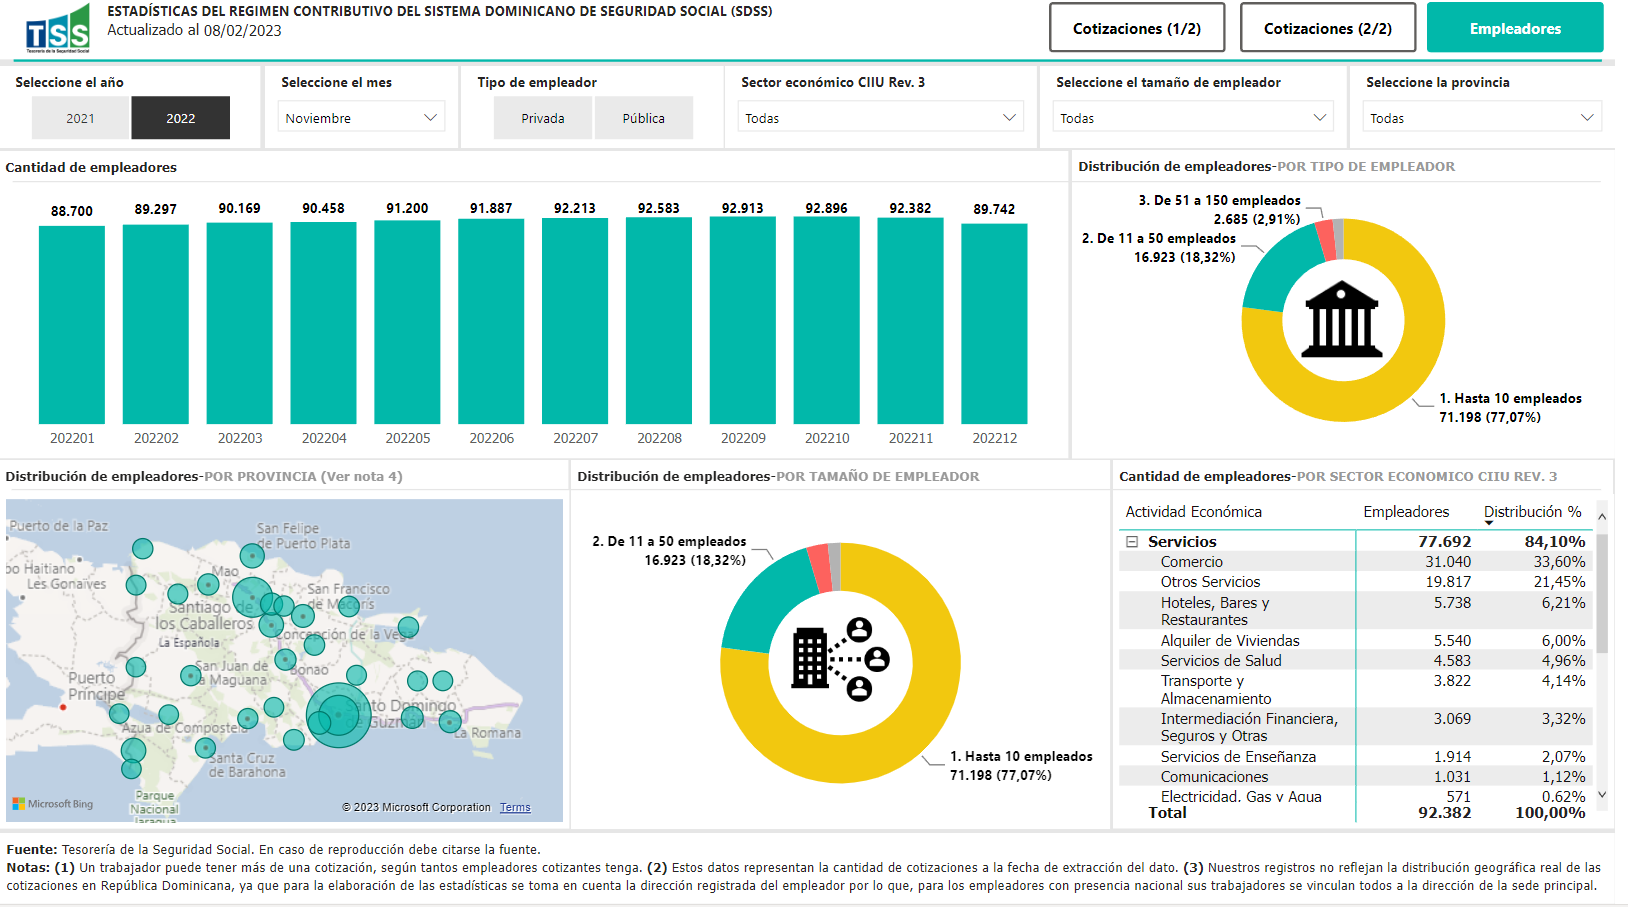 TSS
Tesorería de la Seguridad Social
ESTADÍSTICAS DEL REGIMEN CONTRIBUTIVO DEL SISTEMA DOMINICANO DE SEGURIDAD SOCIAL (SDSS)
Actualizado al 08/02/2023
Cotizaciones (1/2)
Cotizaciones (2/2)
Empleadores
Seleccione el año
2021
2022
Seleccione el mes
Noviembre
Tipo de empleador
Privada
Pública
Sector económico CIIU Rev. 3
Todas
Seleccione el tamaño de empleador
Todas
Seleccione la provincia
Todas
Cantidad de empleadores
88.700 89.297 90.169 90.458 91.200 91.887 92.213 92.583 92.913 92.896 92.382 89.742
202201 202202 202203 202204 202205 202206 202207 202208 202209 202210 202211 202212
Distribución de empleadores-POR TIPO DE EMPLEADOR
3. De 51 a 150 empleados
2.685 (2,91%)
2. De 11 a 50 empleados
16.923 (18,32%)
1. Hasta 10 empleados
71.198 (77,07%)
Distribución de empleadores-POR PROVINCIA (Ver nota 4)
Puerto de la Paz
San Felipe
de Puerto Plata
bo Haitiano
Les Gonaïves
Mao
San Francisco
de Macorís
Santiago de
los Caballeros
Concepción de la Vega
La Española
San Juan de
la Maguana
Bonao
Puerto
Príncipe
Santo Domingo
de Guzmán
Azua de Compostela
La Romana
Santa Cruz
de Barahona
Parque
Nacional
Jaragua
Microsoft Bing
© 2023 Microsoft Corporation Terms
Distribución de empleadores-POR TAMAÑO DE EMPLEADOR
2. De 11 a 50 empleados
16.923 (18,32%)
1. Hasta 10 empleados
71.198 (77,07%)
Cantidad de empleadores-POR SECTOR ECONOMICO CIIU REV. 3
Actividad Económica Empleadores Distribución %
Servicios 77.692 84,10%
Comercio 31.040 33,60%
Otros Servicios 19.817 21,45%
Hoteles, Bares y 5.738 6,21%
Restaurantes
Alquiler de Viviendas 5.540 6,00%
Servicios de Salud 4.583 4,96%
Transporte y 3.822 4,14%
Almacenamiento
Intermediación Financiera, 3.069 3,32%
Seguros y Otras
Servicios de Enseñanza 1.914 2,07%
Comunicaciones 1.031 1,12%
Electricidad, Gas y Agua 571 0,62%
Total 92.382 100,00%
Fuente: Tesorería de la Seguridad Social. En caso de reproducción debe citarse la fuente.
Notas: (1) Un trabajador puede tener más de una cotización, según tantos empleadores cotizantes tenga. (2) Estos datos representan la cantidad de cotizaciones a la fecha de extracción del dato. (3) Nuestros registros no reflejan la distribución geográfica real de las
cotizaciones en República Dominicana, ya que para la elaboración de las estadísticas se toma en cuenta la dirección registrada del empleador por lo que, para los empleadores con presencia nacional sus trabajadores se vinculan todos a la dirección de la sede principal.